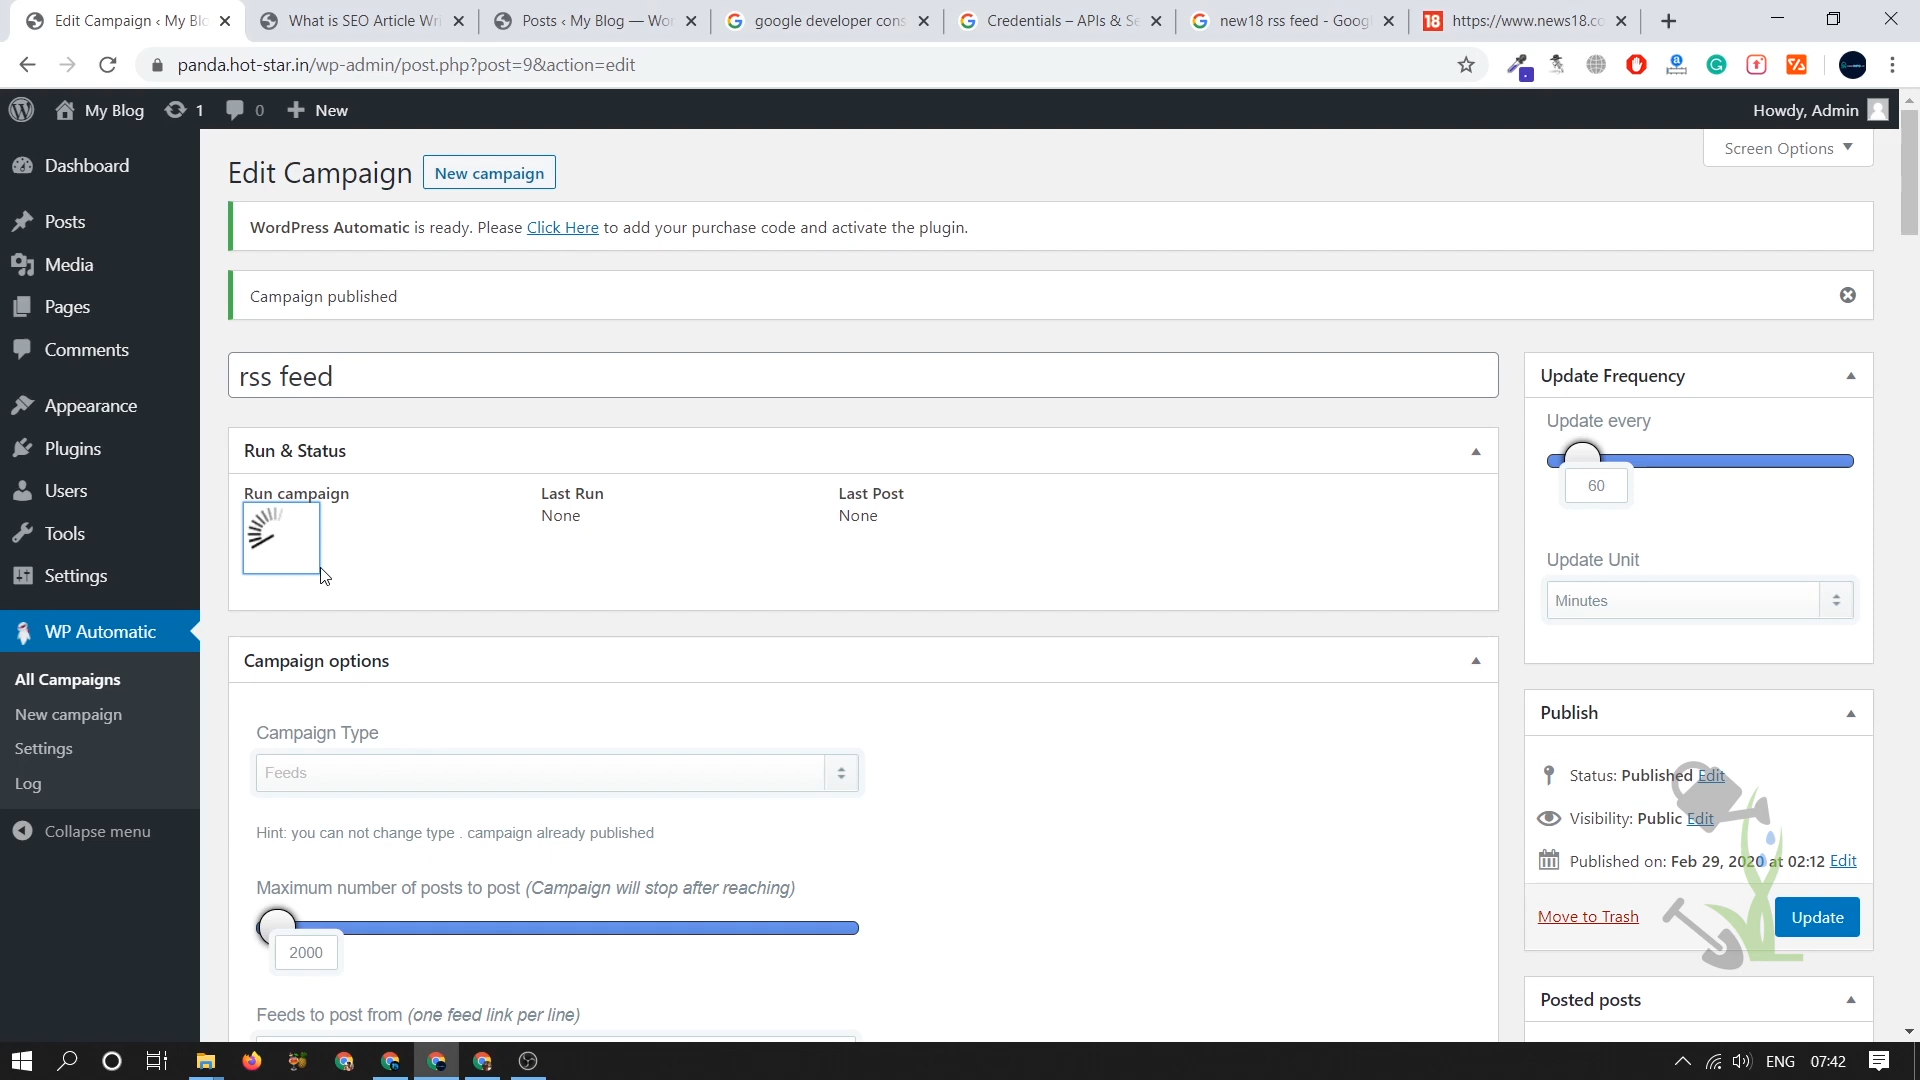 Edit Campaign ‹ My Blo
What is SEO Article Wri
Posts ‹ My Blog — Wor
google developer cons
Credentials – APIs & Se
new18 rss feed - Googl
https://www.news18.co
panda.hot-star.in/wp-admin/post.php?post=9&action=edit
My Blog
1
0
New
Howdy, Admin
Dashboard
Posts
Media
Pages
Comments
Appearance
Plugins
Users
Tools
Settings
WP Automatic
All Campaigns
New campaign
Settings
Log
Collapse menu
Screen Options
Edit Campaign
New campaign
WordPress Automatic is ready. Please Click Here to add your purchase code and activate the plugin.
Campaign published
rss feed
Run & Status
Run campaign
Last Run
None
Last Post
None
Campaign options
Campaign Type
Feeds
Hint: you can not change type . campaign already published
Maximum number of posts to post (Campaign will stop after reaching)
2000
Feeds to post from (one feed link per line)
Update Frequency
Update every
60
Update Unit
Minutes
Publish
Status: Published Edit
Visibility: Public Edit
Published on: Feb 29, 2020 at 02:12 Edit
Move to Trash
Update
Posted posts
ENG
07:42